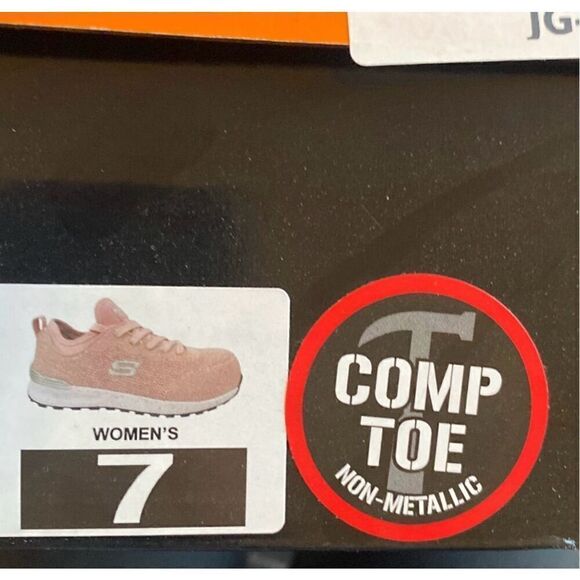 JG-
WOMEN'S
7
COMP
TOE
NON-METALLIC